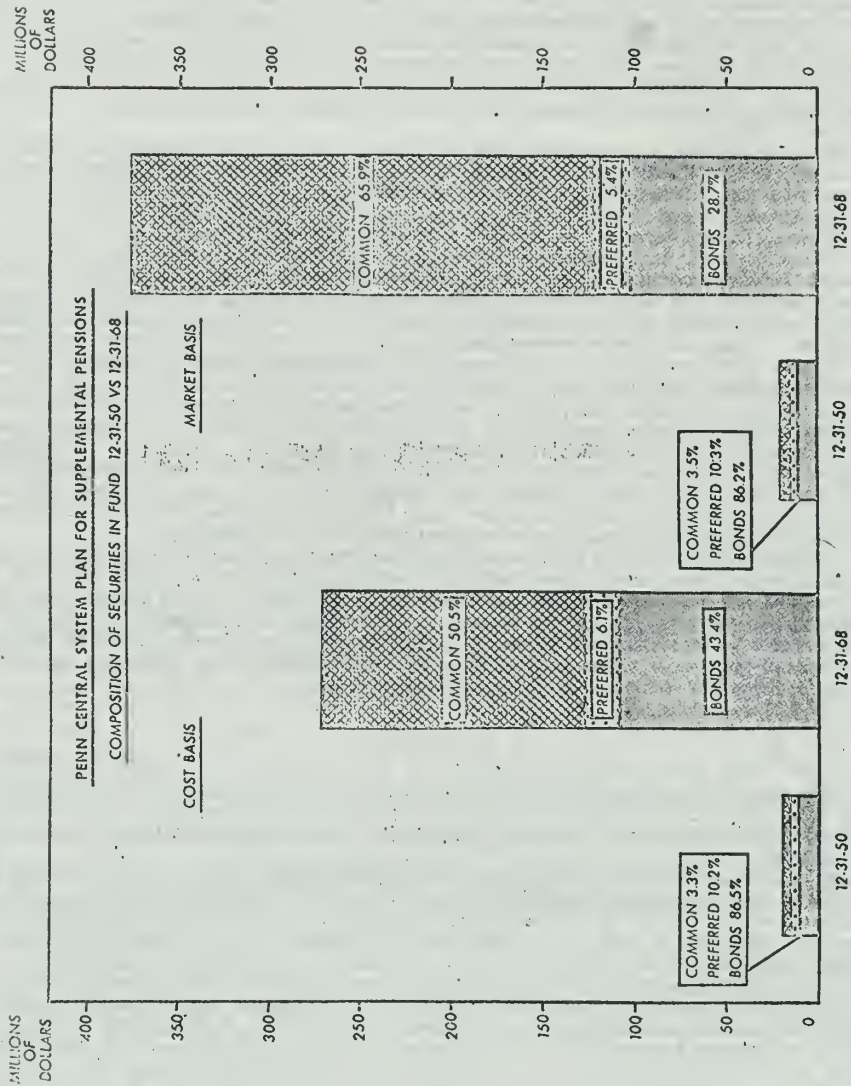 PENN CENTRAL SYSTEM PLAN FOR SUPPLEMENTAL PENSIONS
COMPOSITION OF SECURITIES IN FUND 12-31-50 VS 12-31-68
MILLIONS
OF
DOLLARS
400
350
300
250
200
150
100
50
0
COST BASIS
COMMON 3.3%
PREFERRED 10.2%
BONDS 86.5%
12-31-50
COMMON 50.5%
PREFERRED 6.1%
BONDS 43.4%
12-31-68
MARKET BASIS
COMMON 3.5%
PREFERRED 10.3%
BONDS 86.2%
12-31-50
COMMON 65.9%
PREFERRED 5.4%
BONDS 28.7%
12-31-68
MILLIONS
OF
DOLLARS
400
350
300
250
200
150
100
50
0